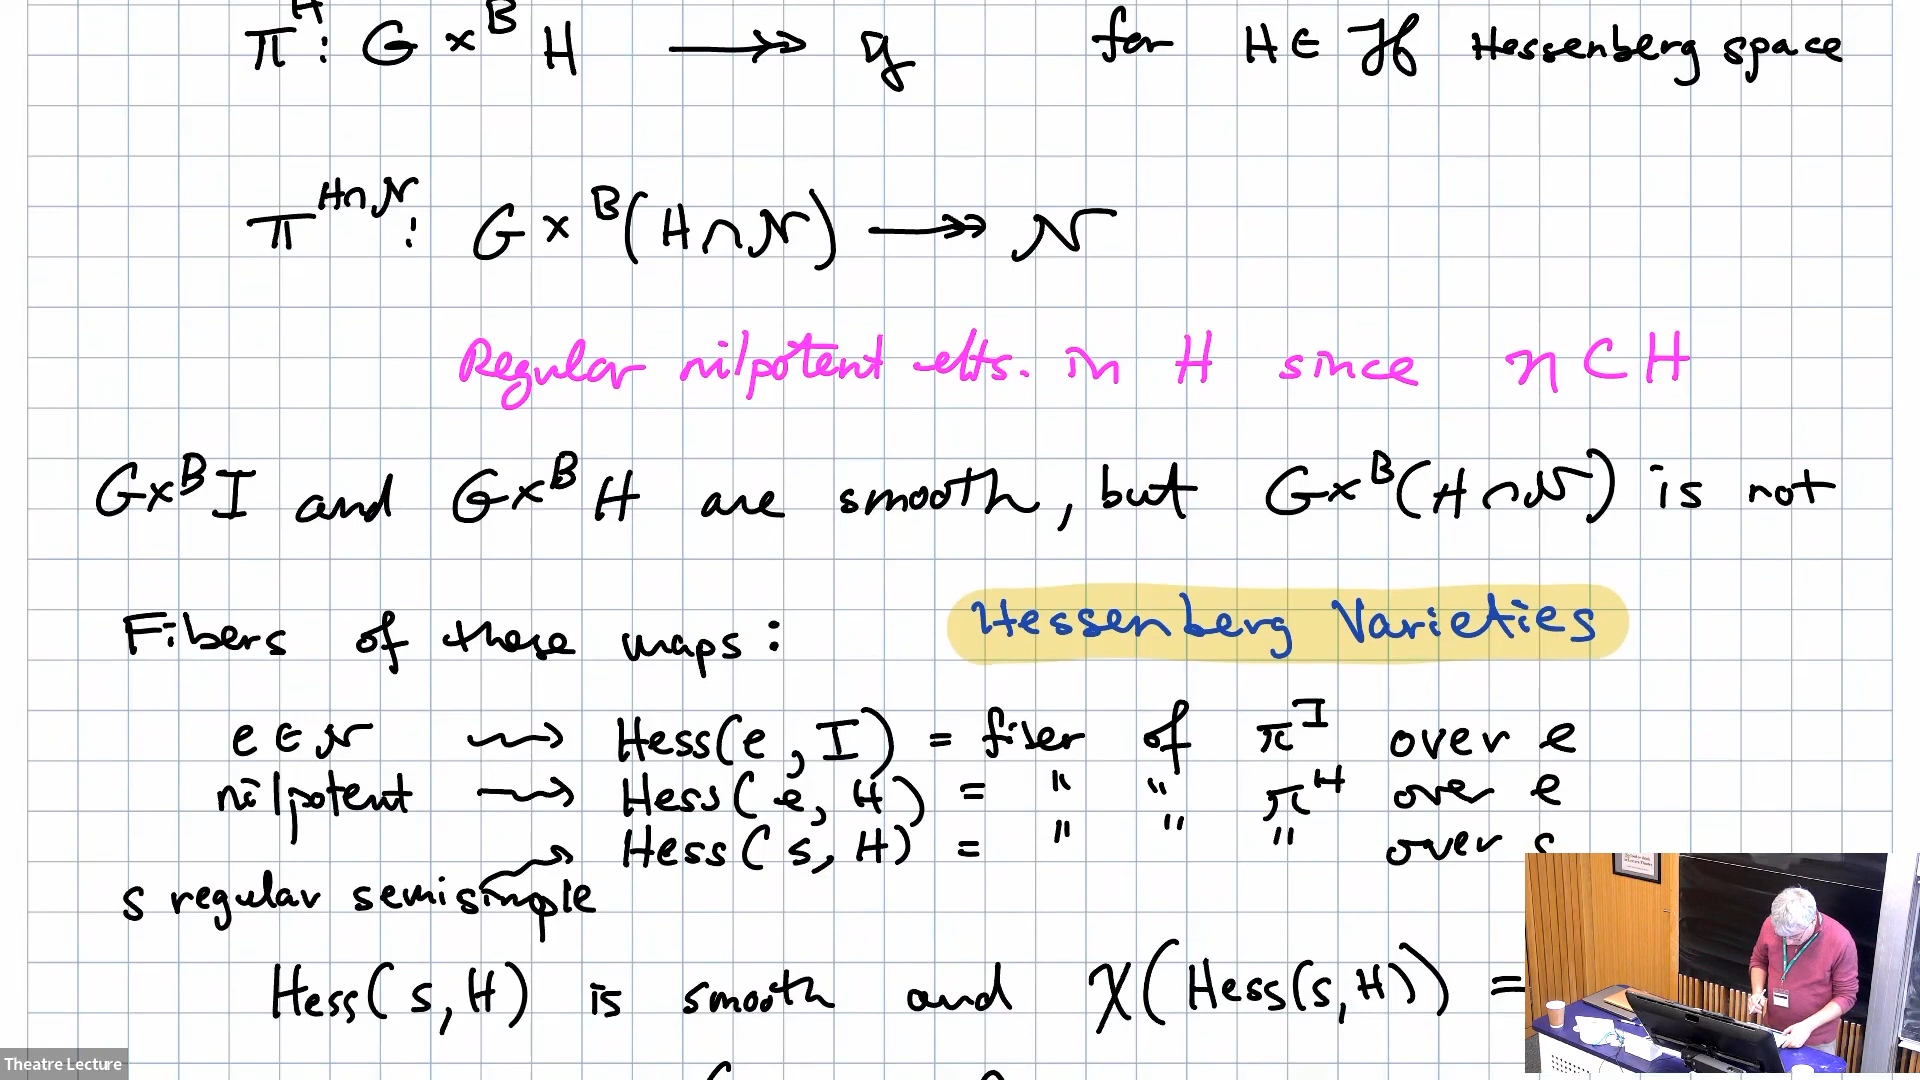 π^H : G ×^B H ⟶> 𝔤 for H ∈ ℋ Hessenberg space
π^{H∩𝒩} : G ×^B (H∩𝒩) ⟶> 𝒩
Regular nilpotent elts. in H since 𝔫 ⊂ H
G×^B I and G×^B H are smooth, but G×^B (H∩𝒩) is not
Fibers of these maps : Hessenberg Varieties
e ∈ 𝒩 ⇝ Hess(e, I) = fiber of π^I over e
nilpotent ⇝ Hess(e, H) = " " π^H over e
Hess(s, H) = " " " over s
s regular semisimple
Hess(s, H) is smooth and χ(Hess(s,H)) =
Theatre Lecture